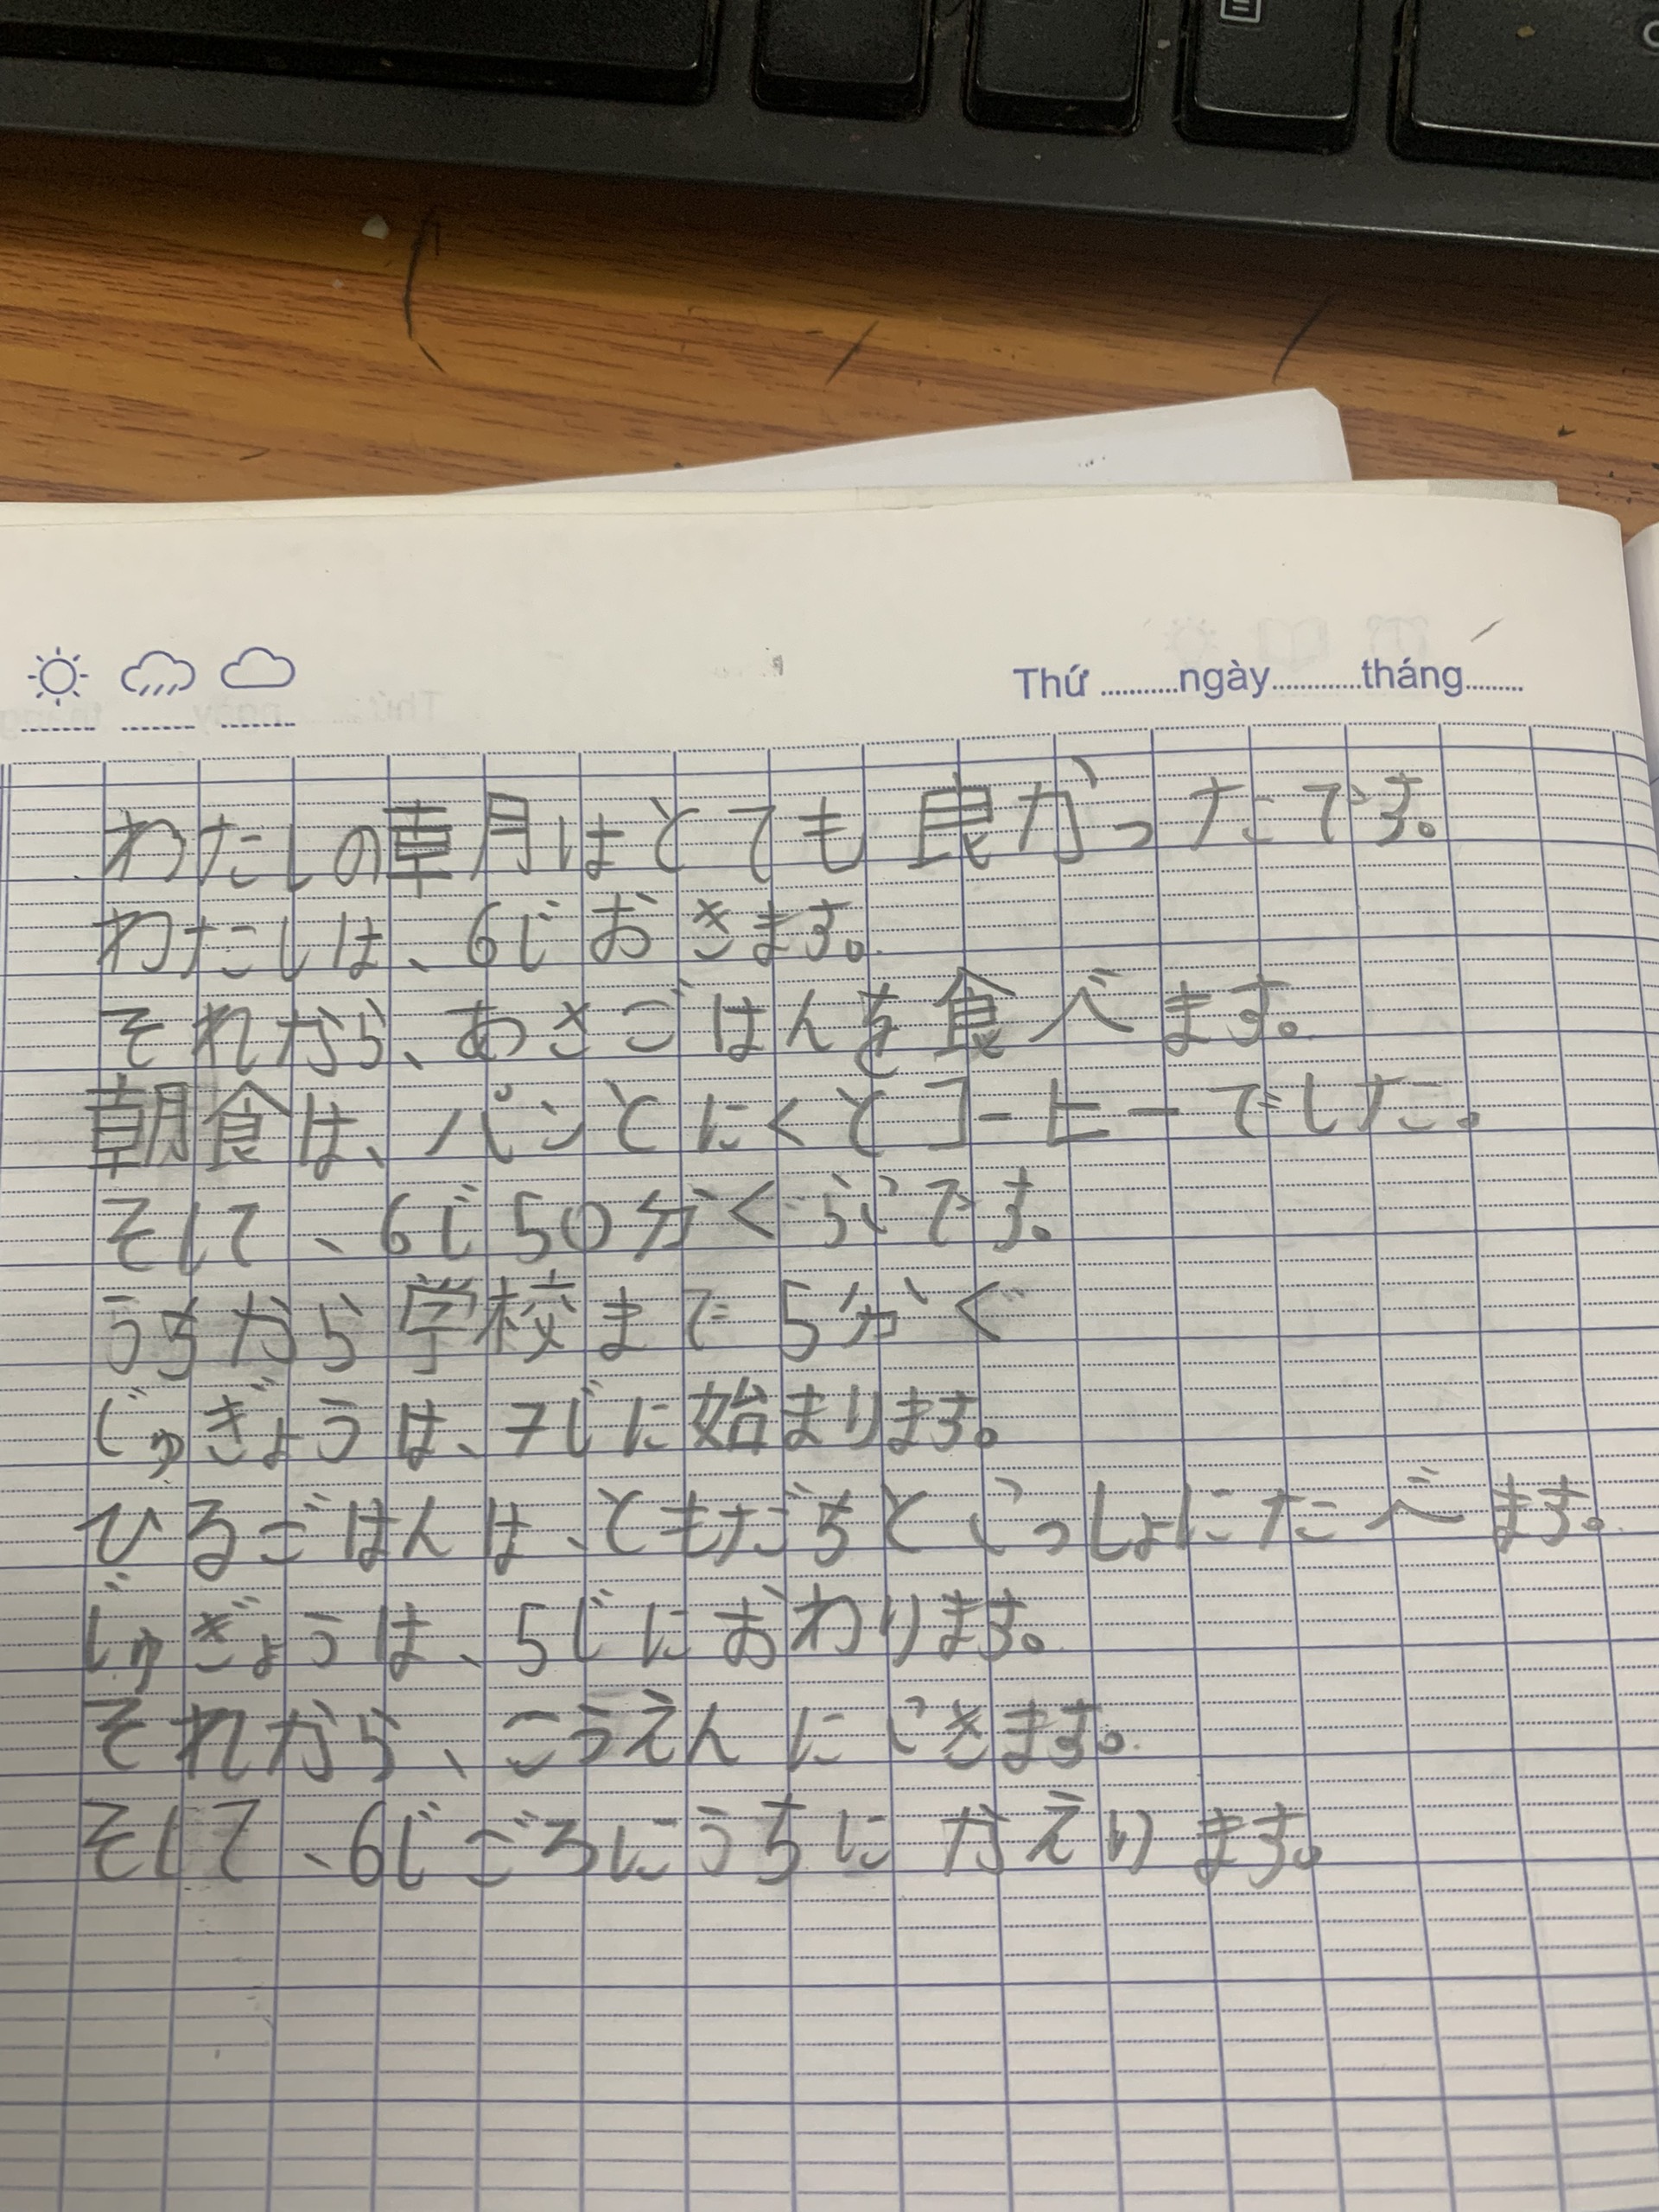 Thứ ...........ngày.............tháng.........
わたしの朝はとても良かったです。
わたしは、6じおきます。
それから、あさごはんを食べます。
朝食は、パンとにくとコーヒーでした。
そして、6じ50分くらいです。
うちから学校まで5分ぐ
じゅぎょうは、7じに始まります。
ひるごはんは、ともだちといっしょにたべます。
じゅぎょうは、5じにおわります。
それから、こうえんにいきます。
そして、6じごろにうちにかえります。